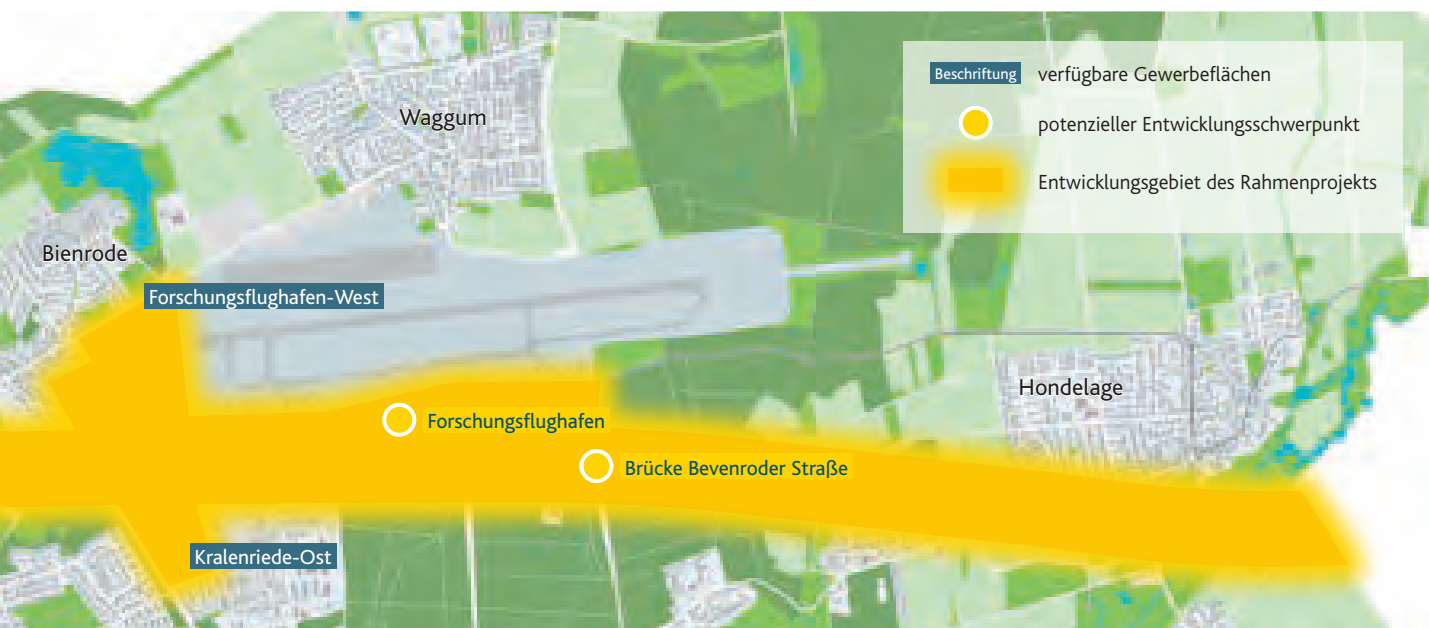 Beschriftung verfügbare Gewerbeflächen
potenzieller Entwicklungsschwerpunkt
Entwicklungsgebiet des Rahmenprojekts
Waggum
Bienrode
Forschungsflughafen-West
Hondelage
Forschungsflughafen
Brücke Bevenroder Straße
Kralenriede-Ost